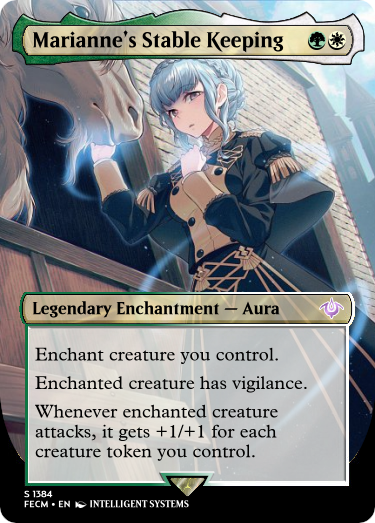 Marianne's Stable Keeping
Legendary Enchantment — Aura
Enchant creature you control.
Enchanted creature has vigilance.
Whenever enchanted creature
attacks, it gets +1/+1 for each
creature token you control.
S 1384
FECM • EN INTELLIGENT SYSTEMS